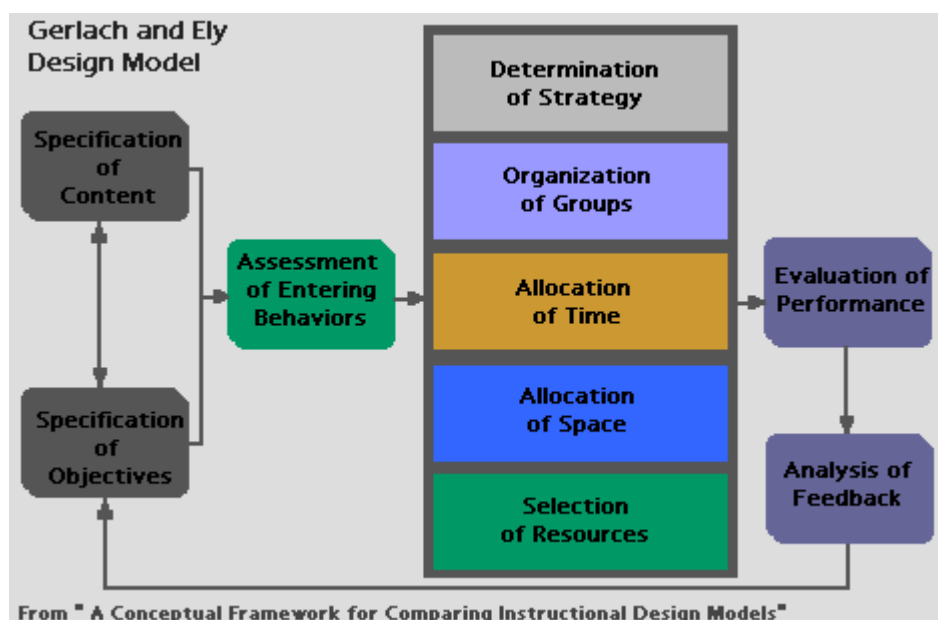 Gerlach and Ely
Design Model
Specification
of
Content
Specification
of
Objectives
Assessment
of Entering
Behaviors
Determination
of Strategy
Organization
of Groups
Allocation
of Time
Allocation
of Space
Selection
of Resources
Evaluation of
Performance
Analysis of
Feedback
From " A Conceptual Framework for Comparing Instructional Design Models"